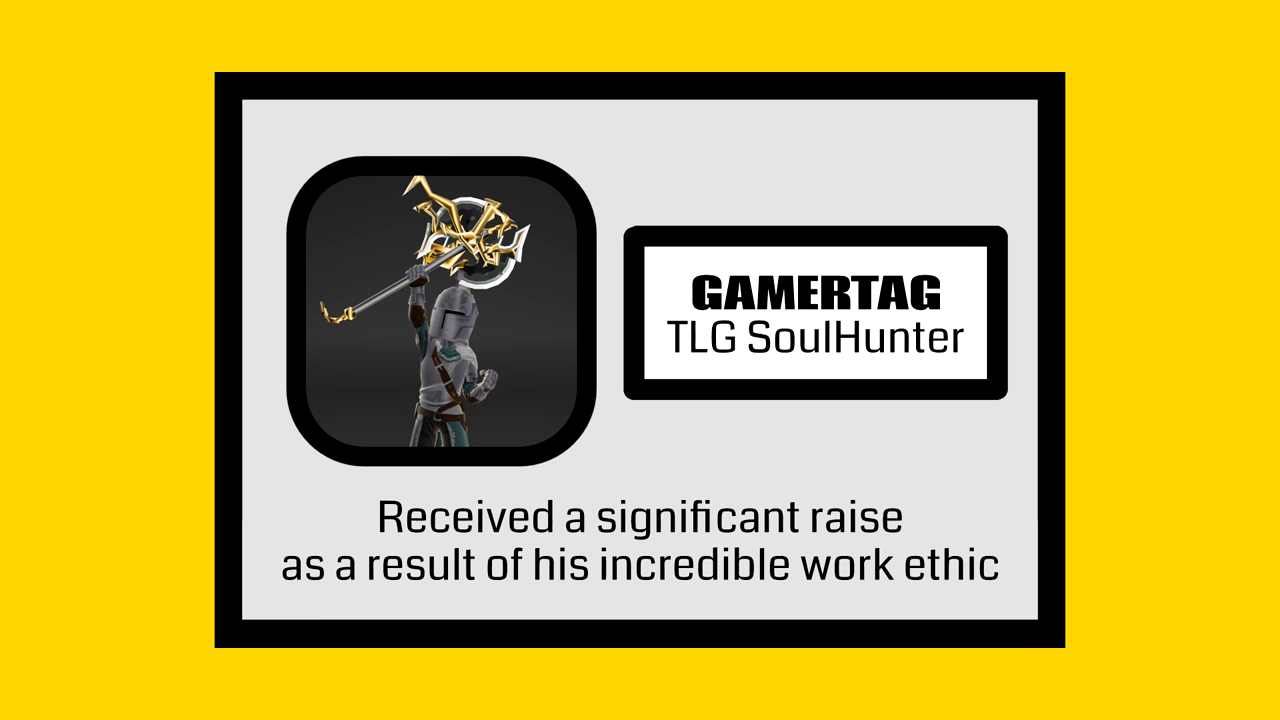 GAMERTAG
TLG SoulHunter
Received a significant raise
as a result of his incredible work ethic